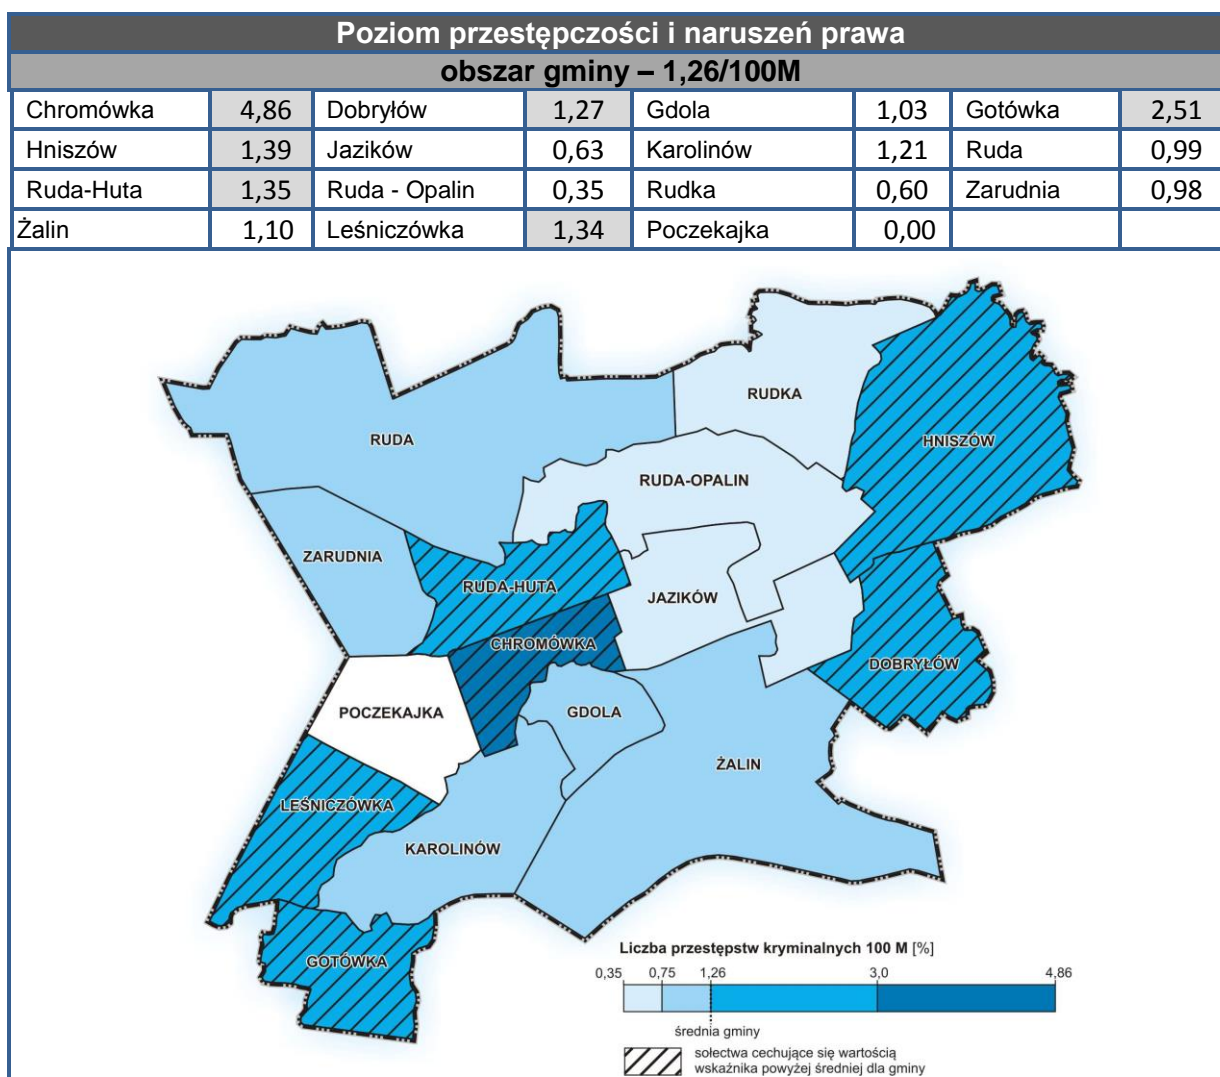 Poziom przestępczości i naruszeń prawa
obszar gminy – 1,26/100M
Chromówka 4,86 Dobryłów 1,27 Gdola 1,03 Gotówka 2,51
Hniszów 1,39 Jazików 0,63 Karolinów 1,21 Ruda 0,99
Ruda-Huta 1,35 Ruda - Opalin 0,35 Rudka 0,60 Zarudnia 0,98
Żalin 1,10 Leśniczówka 1,34 Poczekajka 0,00
RUDKA
RUDA
HNISZÓW
RUDA-OPALIN
ZARUDNIA
RUDA-HUTA
JAZIKÓW
CHROMÓWKA
DOBRYŁÓW
POCZEKAJKA
GDOLA
ŻALIN
LEŚNICZÓWKA
KAROLINÓW
GOTÓWKA
Liczba przestępstw kryminalnych 100 M [%]
0,35 0,75 1,26 3,0 4,86
średnia gminy
sołectwa cechujące się wartością
wskaźnika powyżej średniej dla gminy